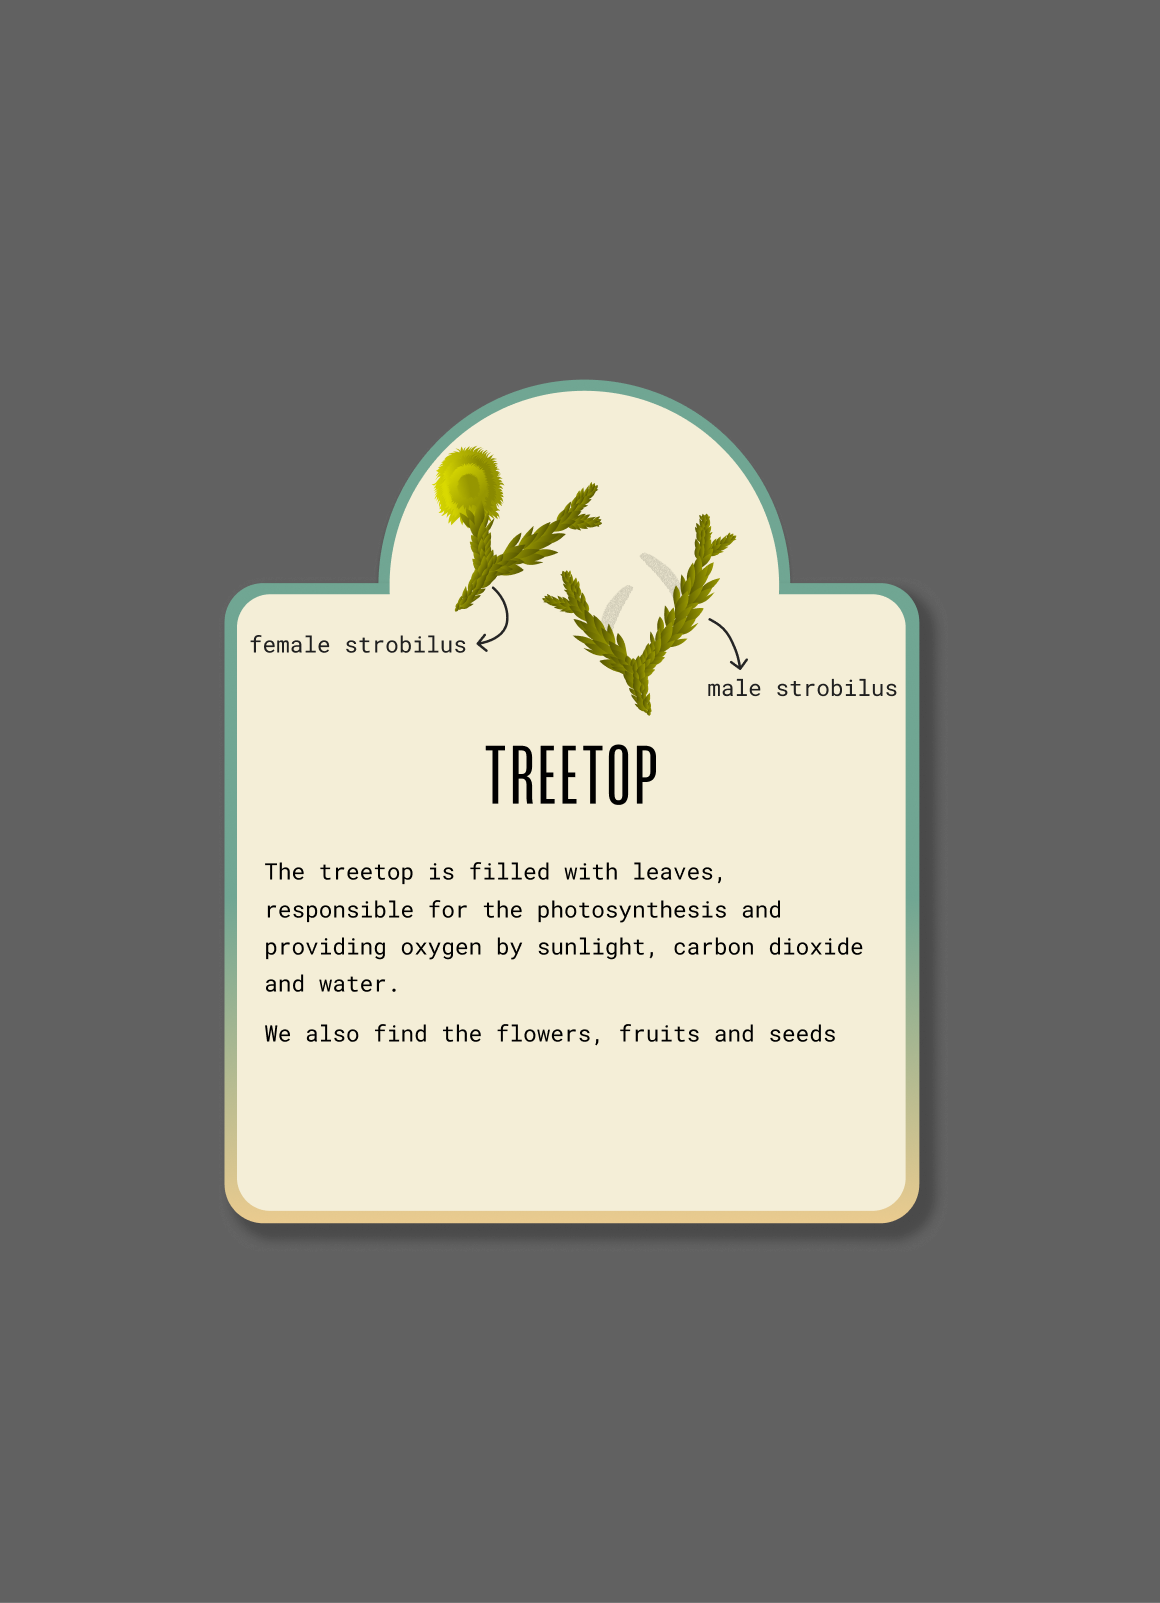 female strobilus
male strobilus
TREETOP
The treetop is filled with leaves,
responsible for the photosynthesis and
providing oxygen by sunlight, carbon dioxide
and water.
We also find the flowers, fruits and seeds